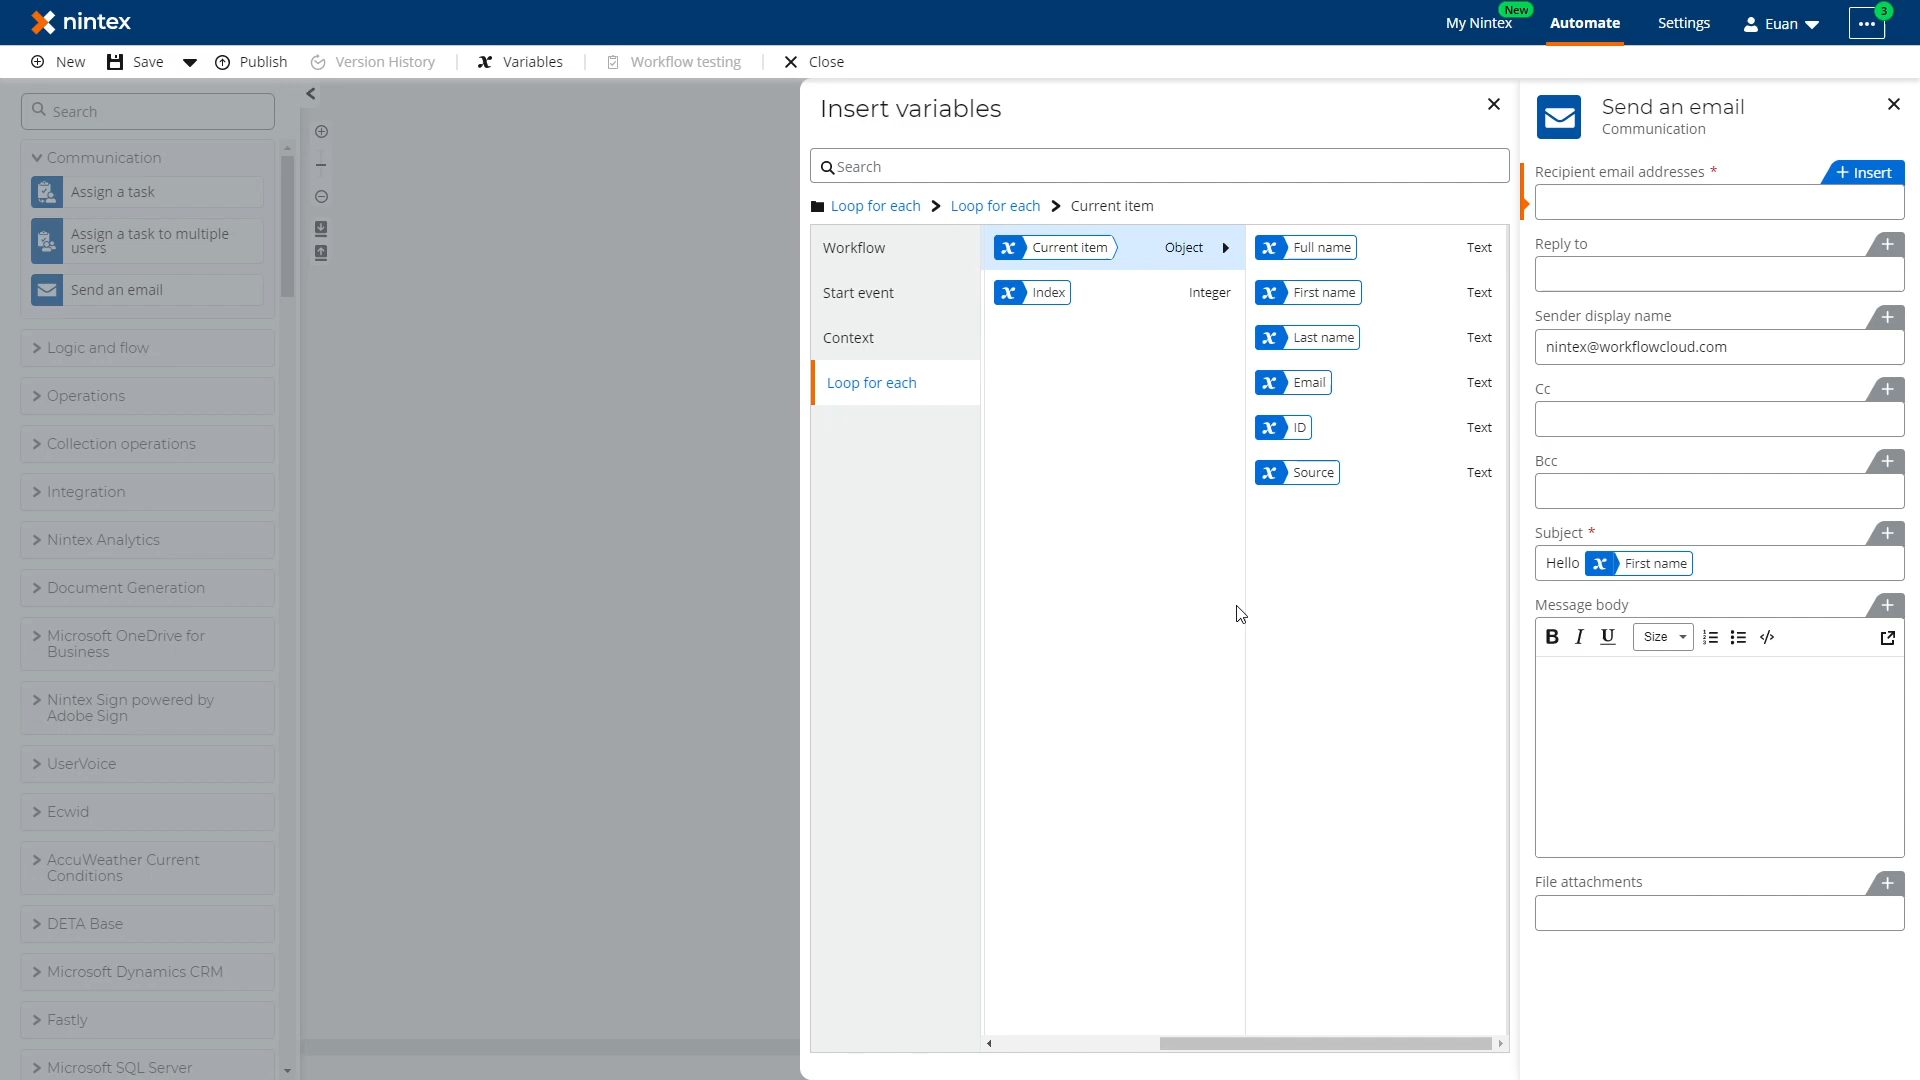 nintex
My Nintex
New
Automate
Settings
Euan
3
New
Save
Publish
Version History
Variables
Workflow testing
Close
Search
Communication
Assign a task
Assign a task to multiple
users
Send an email
Logic and flow
Operations
Collection operations
Integration
Nintex Analytics
Document Generation
Microsoft OneDrive for
Business
Nintex Sign powered by
Adobe Sign
UserVoice
Ecwid
AccuWeather Current
Conditions
DETA Base
Microsoft Dynamics CRM
Fastly
Microsoft SQL Server
Insert variables
Search
Loop for each > Loop for each > Current item
Workflow
Start event
Context
Loop for each
Current item Object
Index Integer
Full name Text
First name Text
Last name Text
Email Text
ID Text
Source Text
Send an email
Communication
Recipient email addresses *
+ Insert
Reply to
Sender display name
nintex@workflowcloud.com
Cc
Bcc
Subject *
Hello First name
Message body
B I U Size
File attachments